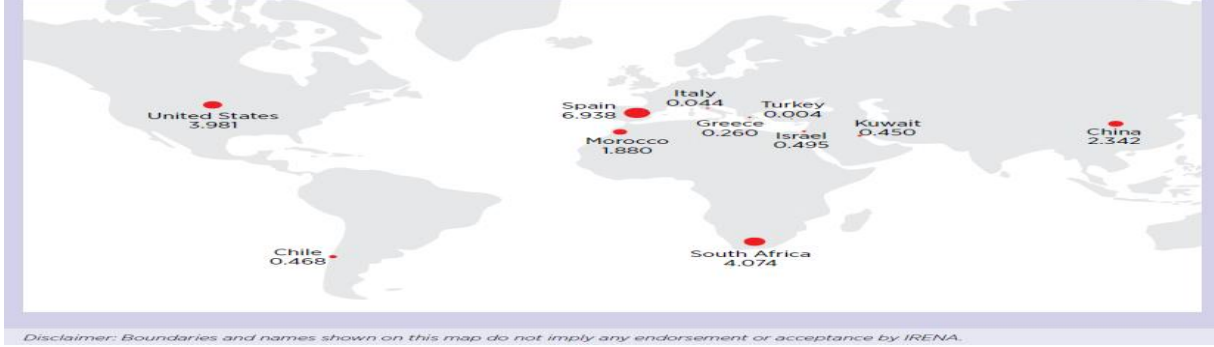 United States
3.981
Spain
6.938
Italy
0.044
Turkey
0.004
Greece
0.260
Israel
0.495
Kuwait
0.450
China
2.342
Morocco
1.880
Chile
0.468
South Africa
4.074
Disclaimer: Boundaries and names shown on this map do not imply any endorsement or acceptance by IRENA.